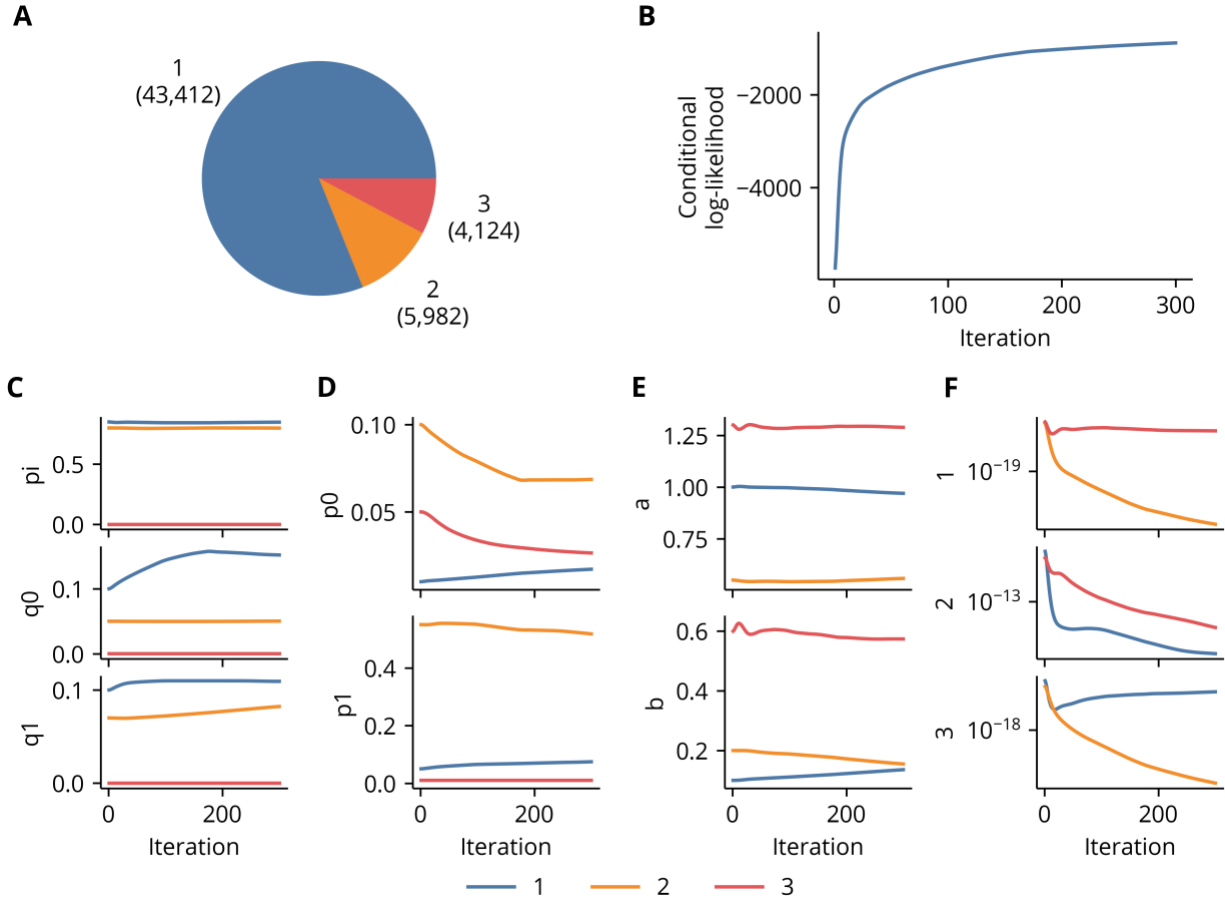 A
1
(43,412)
3
(4,124)
2
(5,982)
B
Conditional
log-likelihood
−2000
−4000
0 100 200 300
Iteration
C
pi
0.5
0.0
q0
0.1
0.0
q1
0.1
0.0
0 200
Iteration
D
p0
0.10
0.05
p1
0.4
0.2
0.0
0 200
Iteration
E
a
1.25
1.00
0.75
b
0.6
0.4
0.2
0 200
Iteration
F
1
10⁻¹⁹
2
10⁻¹³
3
10⁻¹⁸
0 200
Iteration
1 2 3